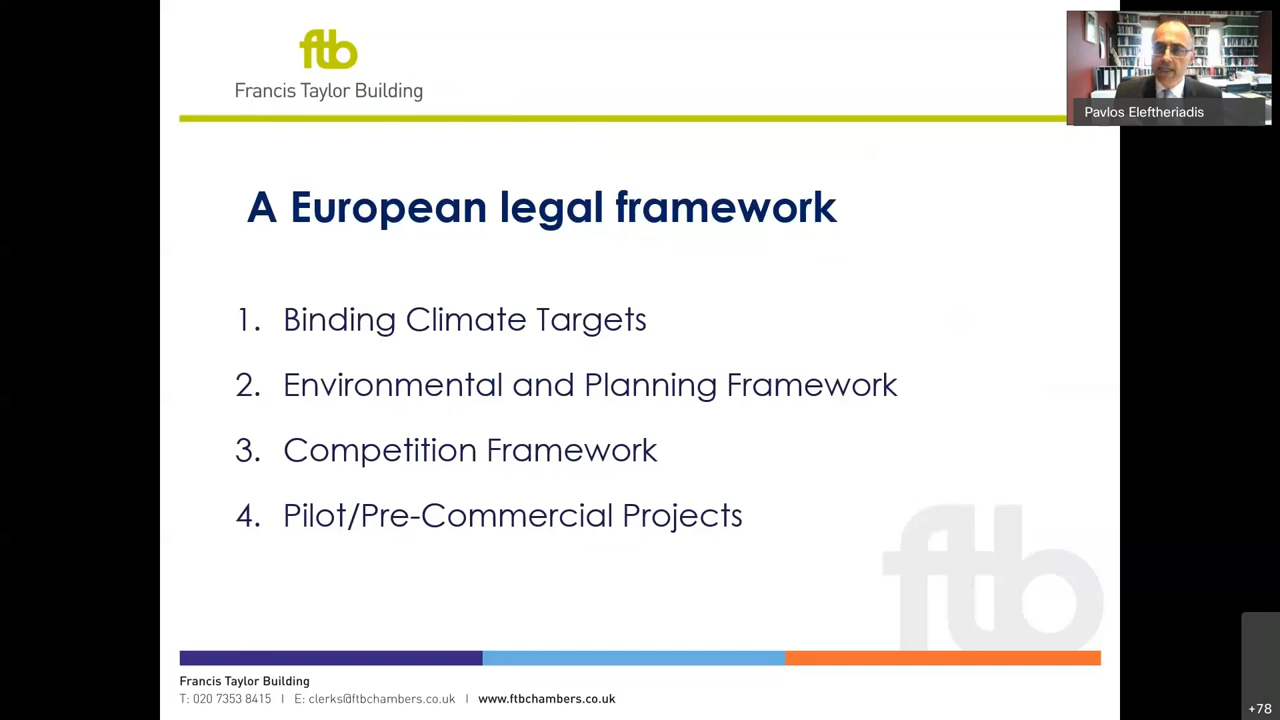 ftb
Francis Taylor Building
Pavlos Eleftheriadis
A European legal framework
1. Binding Climate Targets
2. Environmental and Planning Framework
3. Competition Framework
4. Pilot/Pre-Commercial Projects
ftb
Francis Taylor Building
T: 020 7353 8415 | E: clerks@ftbchambers.co.uk | www.ftbchambers.co.uk
+78